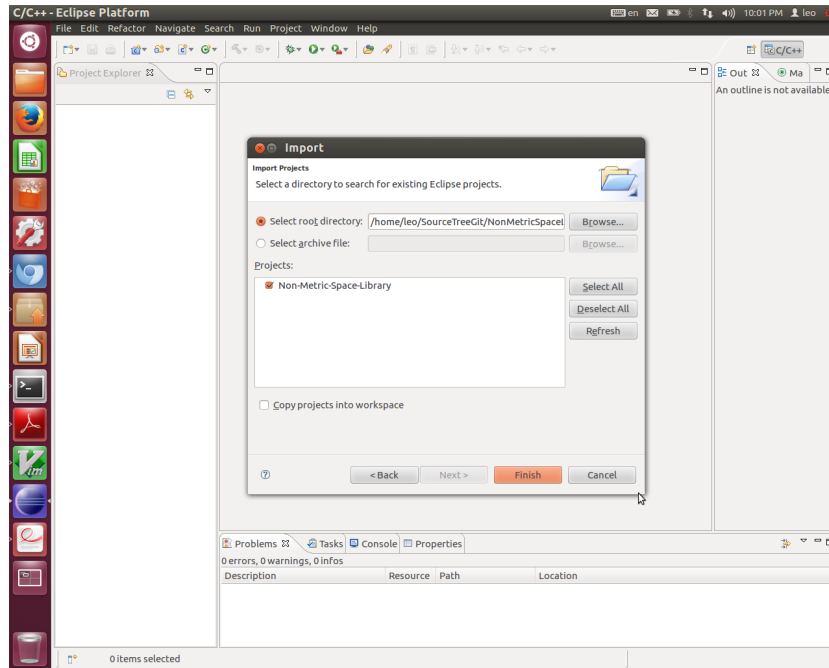 C/C++ - Eclipse Platform
en
10:01 PM
leo
File Edit Refactor Navigate Search Run Project Window Help
C/C++
Project Explorer
Out
Ma
An outline is not available
Import
Import Projects
Select a directory to search for existing Eclipse projects.
Select root directory:
/home/leo/SourceTreeGit/NonMetricSpaceL
Browse...
Select archive file:
Browse...
Projects:
Non-Metric-Space-Library
Select All
Deselect All
Refresh
Copy projects into workspace
< Back
Next >
Finish
Cancel
Problems
Tasks
Console
Properties
0 errors, 0 warnings, 0 infos
Description
Resource
Path
Location
Vim
0 items selected